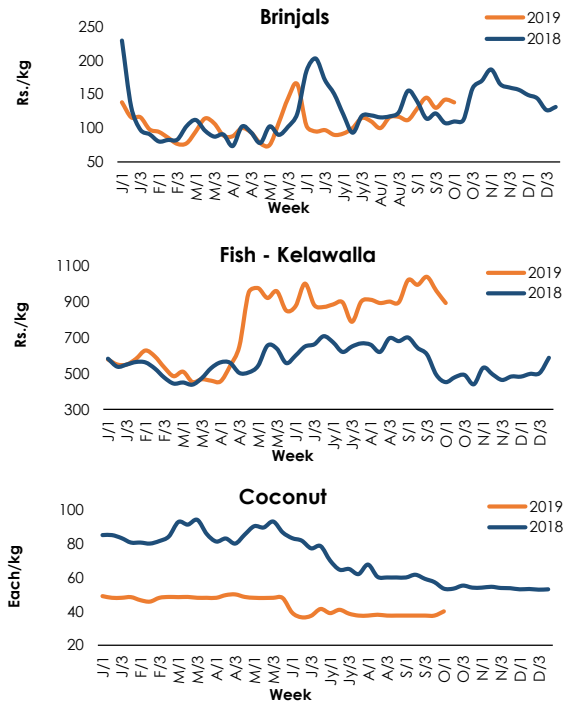 Brinjals
2019
2018
Rs./kg
250
200
150
100
50
J/1
J/3
F/1
F/3
M/1
M/3
A/1
A/3
M/1
M/3
J/1
J/3
Jy/1
Jy/3
Au/1
Au/3
S/1
S/3
O/1
O/3
N/1
N/3
D/1
D/3
Week
Fish - Kelawalla
2019
2018
Rs./kg
1100
900
700
500
300
J/1
J/3
F/1
F/3
M/1
M/3
A/1
A/3
M/1
M/3
J/1
J/3
Jy/1
Jy/3
A/1
A/3
S/1
S/3
O/1
O/3
N/1
N/3
D/1
D/3
Week
Coconut
2019
2018
Each/kg
100
80
60
40
20
J/1
J/3
F/1
F/3
M/1
M/3
A/1
A/3
M/1
M/3
J/1
J/3
Jy/1
Jy/3
A/1
A/3
S/1
S/3
O/1
O/3
N/1
N/3
D/1
D/3
Week